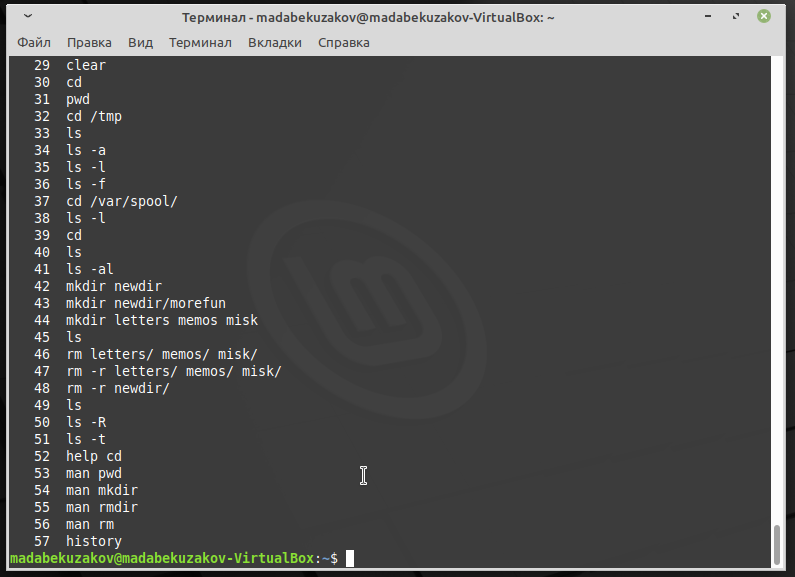 Терминал - madabekuzakov@madabekuzakov-VirtualBox: ~
Файл Правка Вид Терминал Вкладки Справка
29 clear
30 cd
31 pwd
32 cd /tmp
33 ls
34 ls -a
35 ls -l
36 ls -f
37 cd /var/spool/
38 ls -l
39 cd
40 ls
41 ls -al
42 mkdir newdir
43 mkdir newdir/morefun
44 mkdir letters memos misk
45 ls
46 rm letters/ memos/ misk/
47 rm -r letters/ memos/ misk/
48 rm -r newdir/
49 ls
50 ls -R
51 ls -t
52 help cd
53 man pwd
54 man mkdir
55 man rmdir
56 man rm
57 history
madabekuzakov@madabekuzakov-VirtualBox:~$